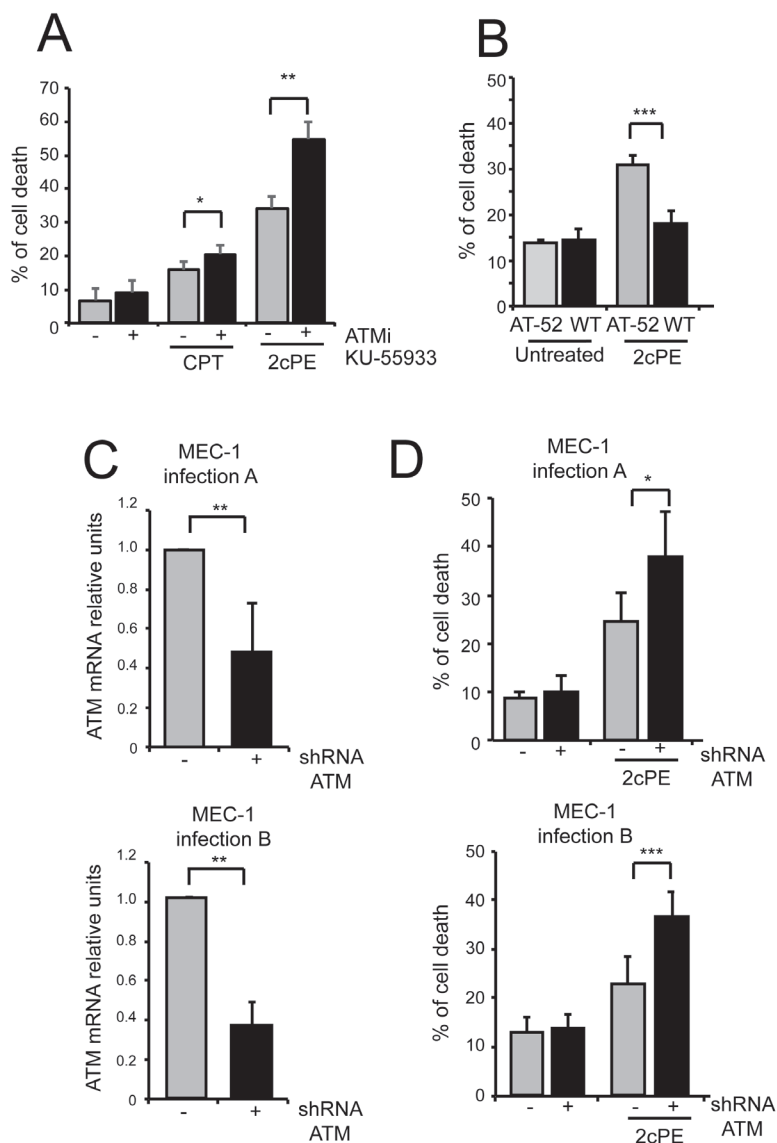 A
% of cell death
70
60
50
40
30
20
10
0
*
**
- + - + - +
ATMi
KU-55933
CPT 2cPE
B
% of cell death
50
40
30
20
10
0
***
AT-52 WT AT-52 WT
Untreated 2cPE
C
MEC-1
infection A
ATM mRNA relative units
1.2
1.0
0.8
0.6
0.4
0.2
0
**
- +
shRNA
ATM
MEC-1
infection B
ATM mRNA relative units
1.2
1.0
0.8
0.6
0.4
0.2
0
**
- +
shRNA
ATM
D
MEC-1
infection A
% of cell death
50
40
30
20
10
0
*
- + - +
shRNA
ATM
2cPE
MEC-1
infection B
% of cell death
50
40
30
20
10
0
***
- + - +
shRNA
ATM
2cPE